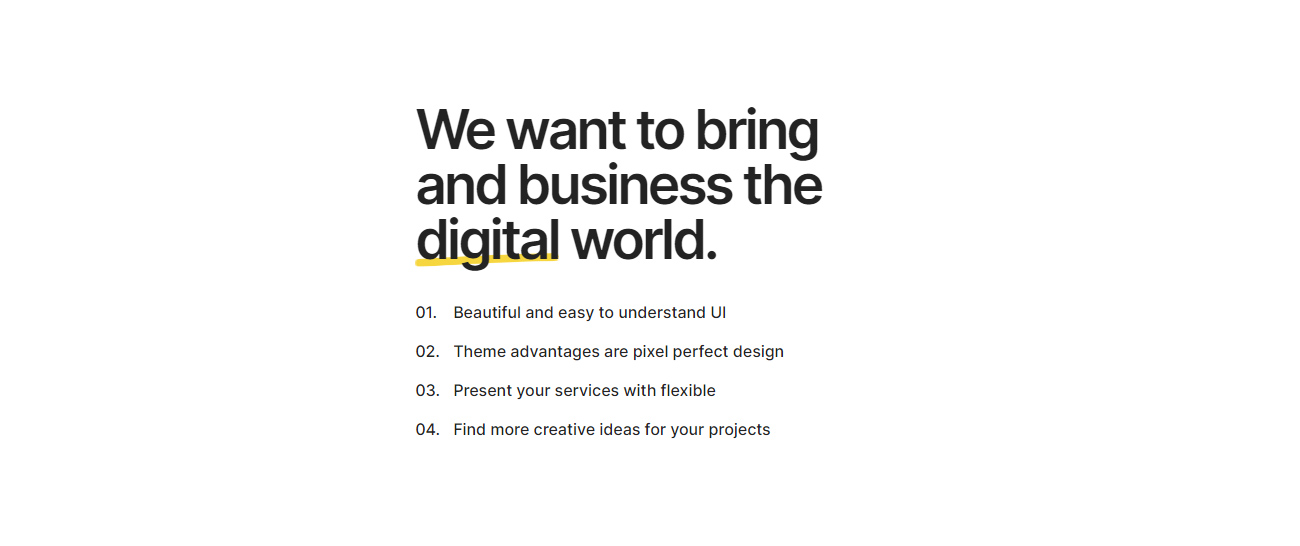 We want to bring
and business the
digital world.
01. Beautiful and easy to understand UI
02. Theme advantages are pixel perfect design
03. Present your services with flexible
04. Find more creative ideas for your projects